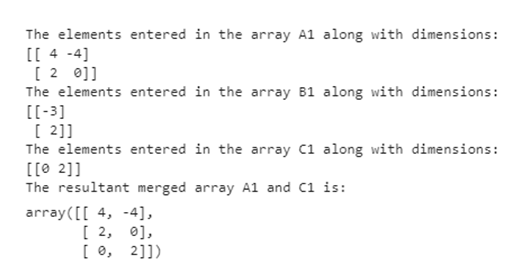 The elements entered in the array A1 along with dimensions:
[[ 4 -4]
 [ 2  0]]
The elements entered in the array B1 along with dimensions:
[[-3]
 [ 2]]
The elements entered in the array C1 along with dimensions:
[[0 2]]
The resultant merged array A1 and C1 is:
array([[ 4, -4],
       [ 2,  0],
       [ 0,  2]])